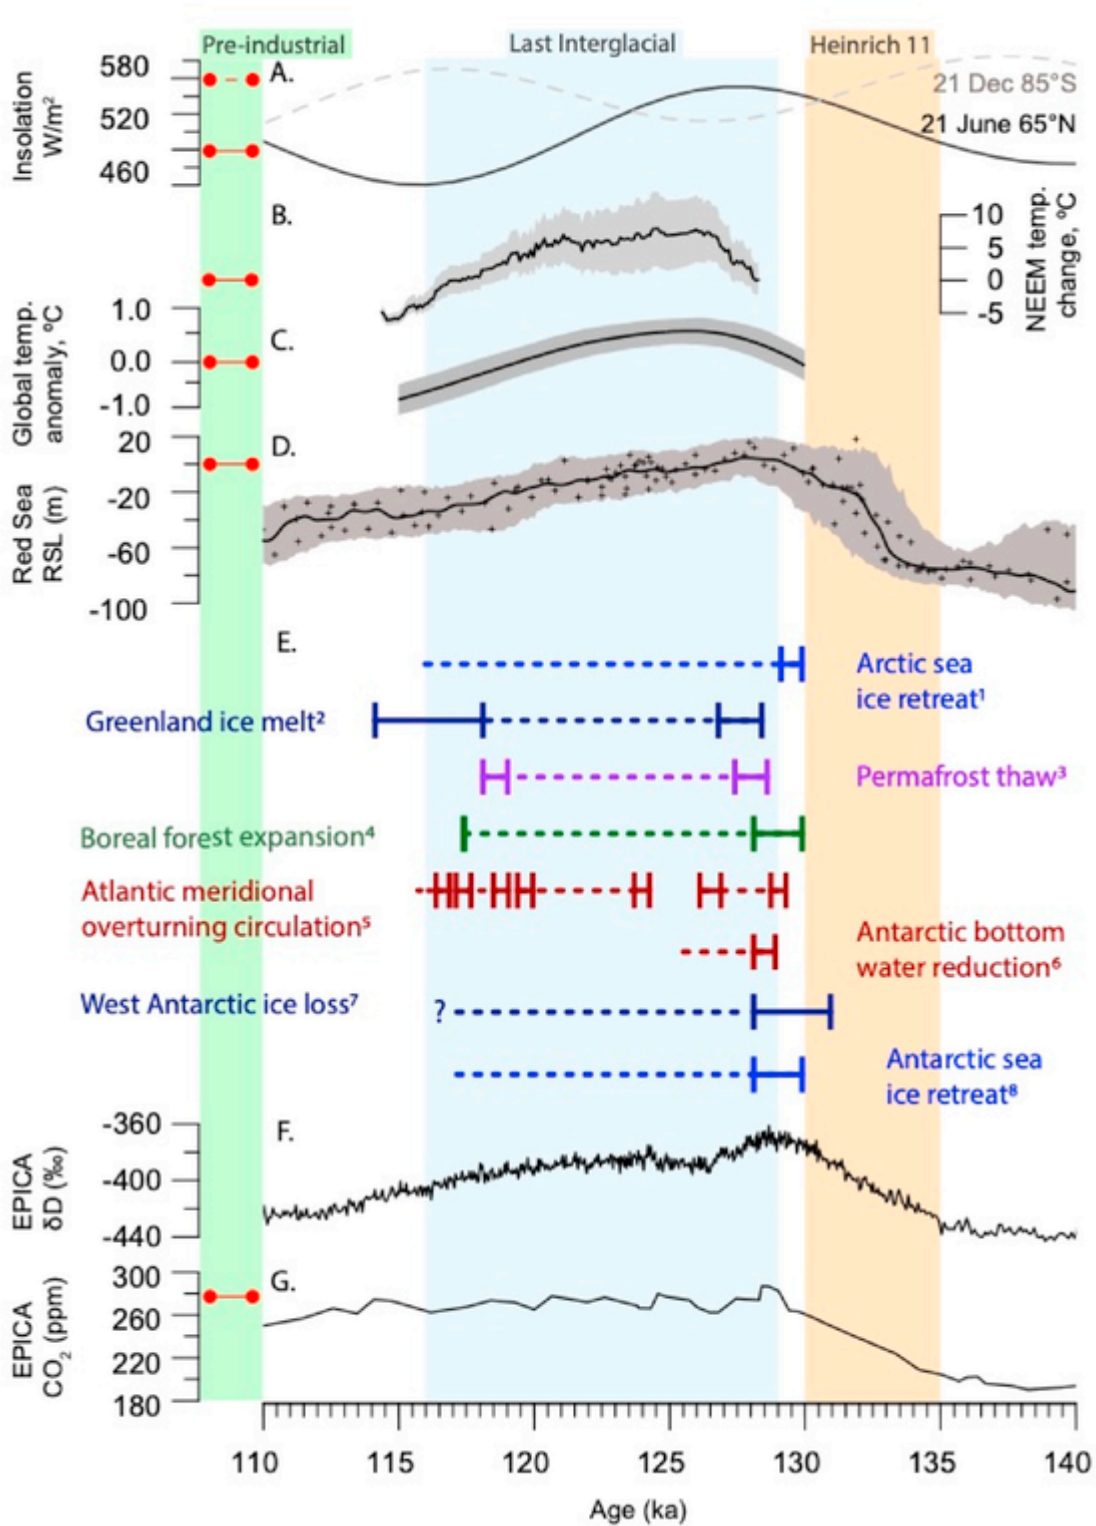 Pre-industrial
Last Interglacial
Heinrich 11
580
520
460
Insolation
W/m²
A.
21 Dec 85°S
21 June 65°N
B.
10
5
0
-5
NEEM temp.
change, ºC
1.0
0.0
-1.0
Global temp.
anomaly, ºC
C.
20
-20
-60
-100
Red Sea
RSL (m)
D.
E.
Arctic sea
ice retreat¹
Greenland ice melt²
Permafrost thaw³
Boreal forest expansion⁴
Atlantic meridional
overturning circulation⁵
Antarctic bottom
water reduction⁶
West Antarctic ice loss⁷
?
Antarctic sea
ice retreat⁸
-360
-400
-440
EPICA
δD (‰)
F.
300
260
220
180
EPICA
CO₂ (ppm)
G.
110 115 120 125 130 135 140
Age (ka)